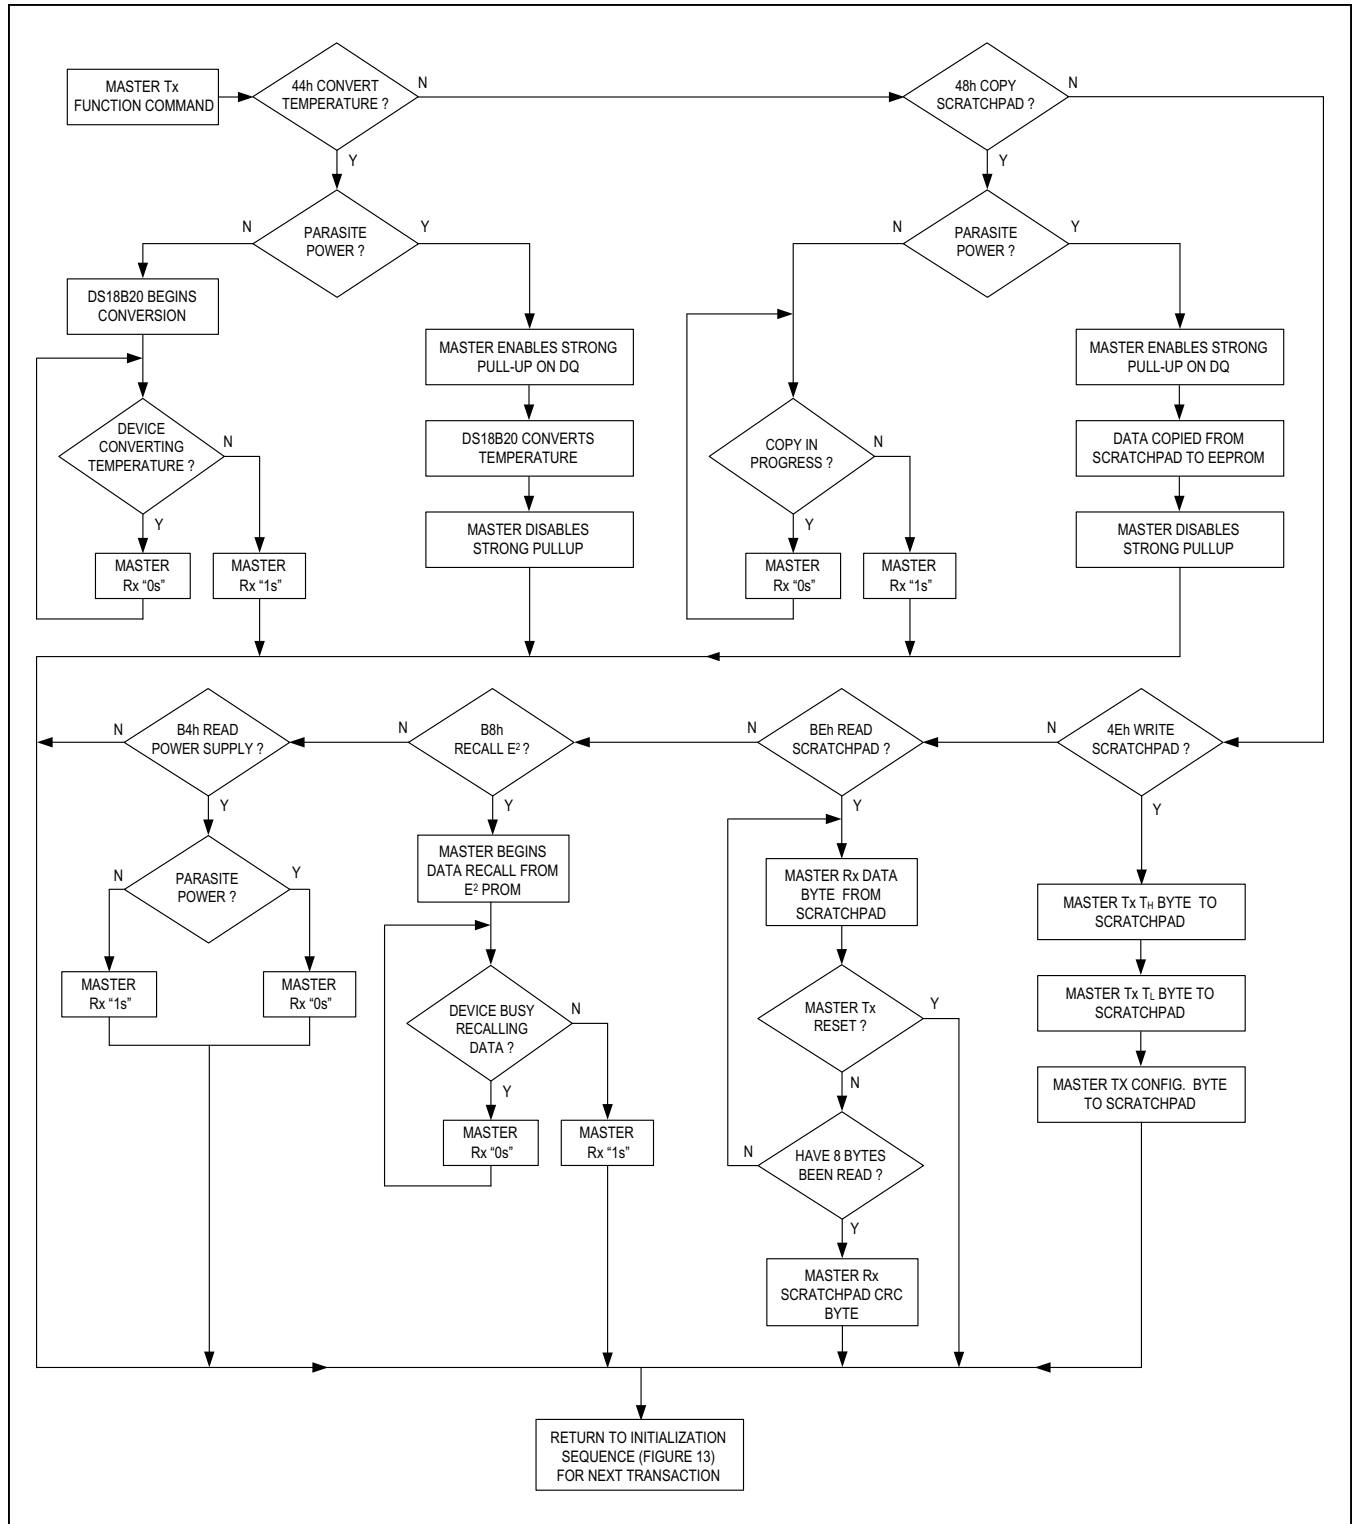 MASTER Tx
FUNCTION COMMAND
44h CONVERT
TEMPERATURE ?
N
Y
48h COPY
SCRATCHPAD ?
N
Y
PARASITE
POWER ?
N
Y
DS18B20 BEGINS
CONVERSION
DEVICE
CONVERTING
TEMPERATURE ?
N
Y
MASTER
Rx “0s”
MASTER
Rx “1s”
MASTER ENABLES STRONG
PULL-UP ON DQ
DS18B20 CONVERTS
TEMPERATURE
MASTER DISABLES
STRONG PULLUP
PARASITE
POWER ?
N
Y
COPY IN
PROGRESS ?
N
Y
MASTER
Rx “0s”
MASTER
Rx “1s”
MASTER ENABLES STRONG
PULL-UP ON DQ
DATA COPIED FROM
SCRATCHPAD TO EEPROM
MASTER DISABLES
STRONG PULLUP
B4h READ
POWER SUPPLY ?
N
Y
PARASITE
POWER ?
N
Y
MASTER
Rx “1s”
MASTER
Rx “0s”
B8h
RECALL E² ?
N
Y
MASTER BEGINS
DATA RECALL FROM
E² PROM
DEVICE BUSY
RECALLING
DATA ?
N
Y
MASTER
Rx “0s”
MASTER
Rx “1s”
BEh READ
SCRATCHPAD ?
N
Y
MASTER Rx DATA
BYTE FROM
SCRATCHPAD
MASTER Tx
RESET ?
Y
N
HAVE 8 BYTES
BEEN READ ?
N
Y
MASTER Rx
SCRATCHPAD CRC
BYTE
4Eh WRITE
SCRATCHPAD ?
N
Y
MASTER Tx TH BYTE TO
SCRATCHPAD
MASTER Tx TL BYTE TO
SCRATCHPAD
MASTER TX CONFIG. BYTE
TO SCRATCHPAD
RETURN TO INITIALIZATION
SEQUENCE (FIGURE 13)
FOR NEXT TRANSACTION